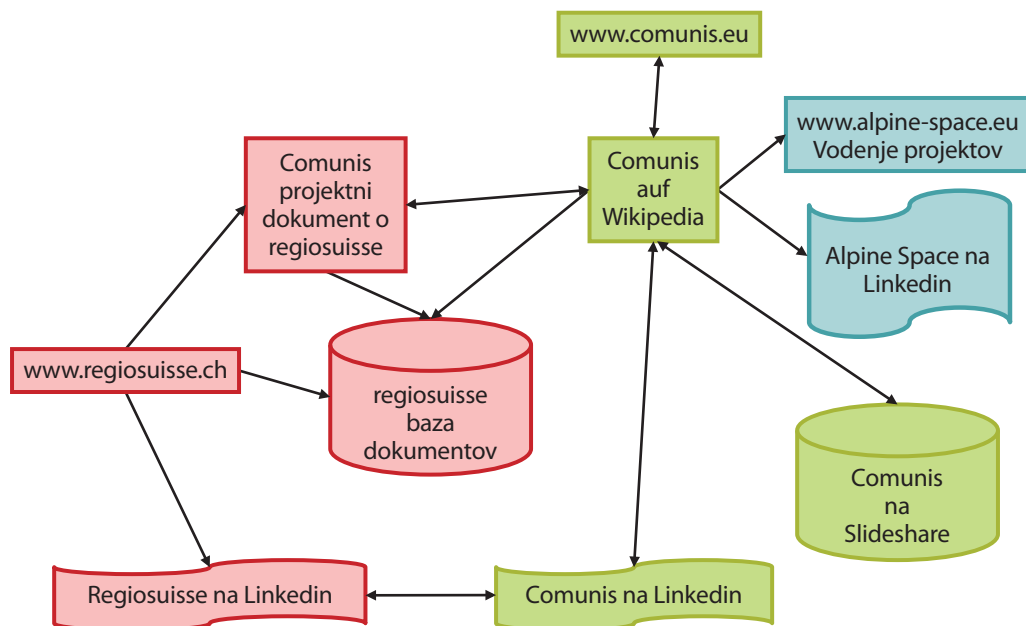 www.comunis.eu
www.alpine-space.eu
Vodenje projektov
Comunis
projektni
dokument o
regiosuisse
Comunis
auf
Wikipedia
Alpine Space na
Linkedin
www.regiosuisse.ch
regiosuisse
baza
dokumentov
Comunis
na
Slideshare
Regiosuisse na Linkedin
Comunis na Linkedin